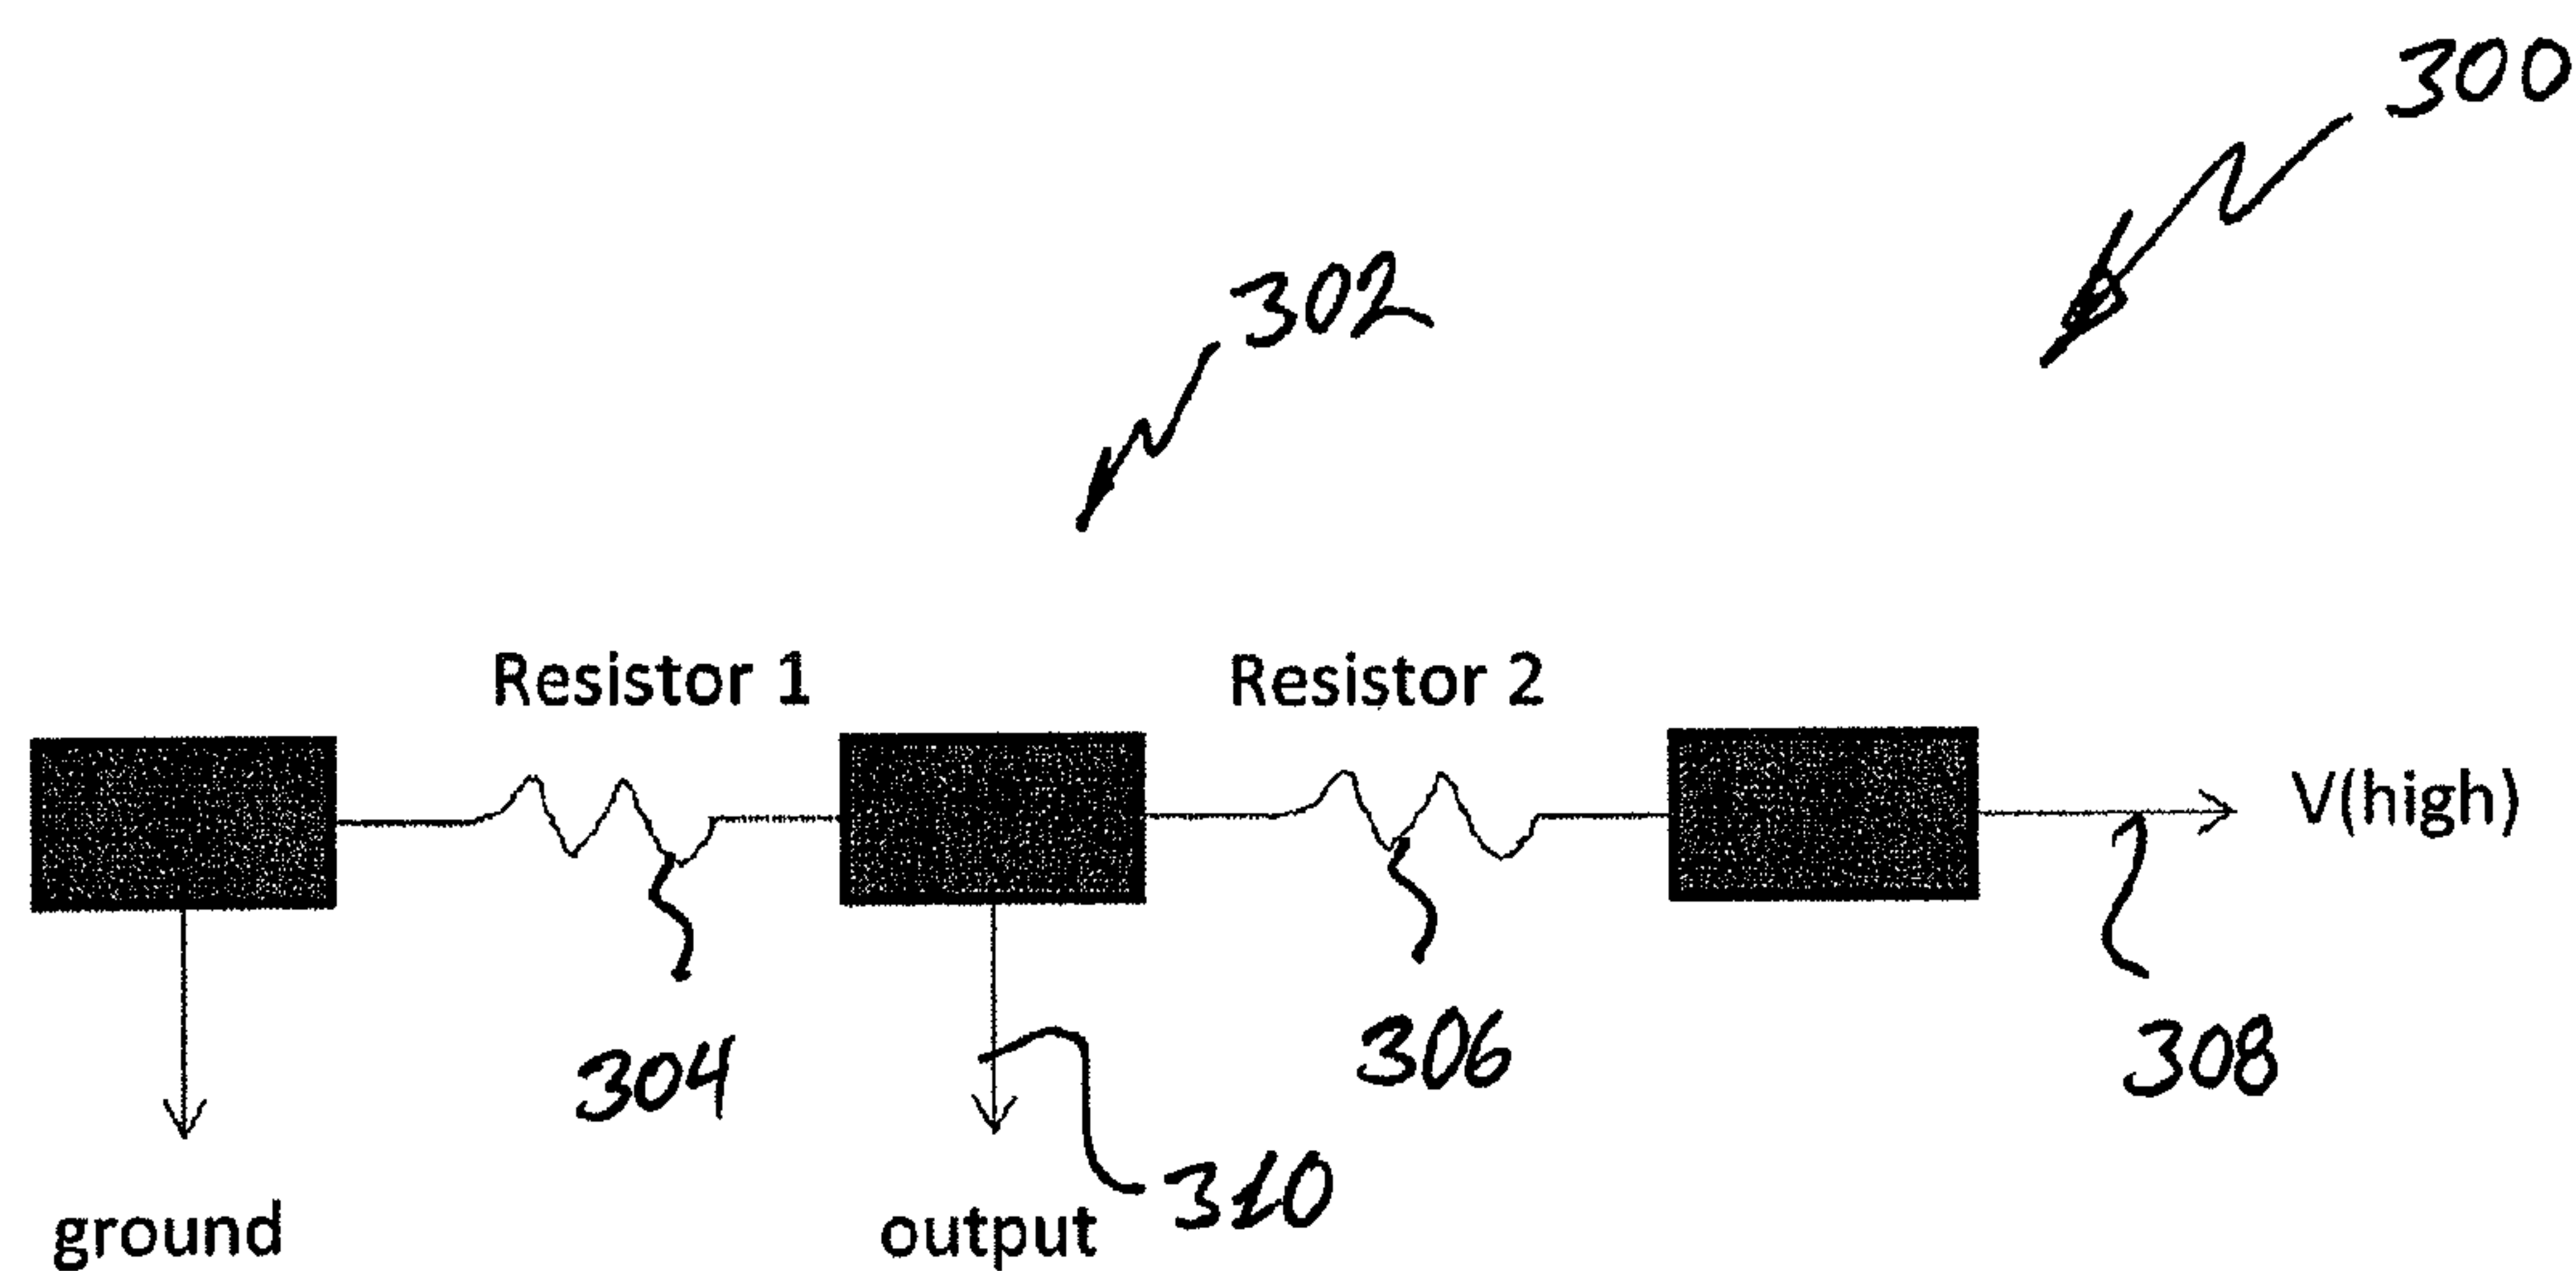 300
302
Resistor 1
Resistor 2
V(high)
304
306
308
310
ground
output